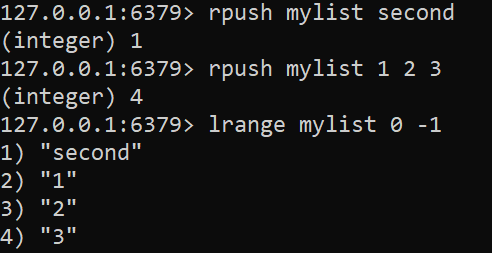 127.0.0.1:6379> rpush mylist second
(integer) 1
127.0.0.1:6379> rpush mylist 1 2 3
(integer) 4
127.0.0.1:6379> lrange mylist 0 -1
1) "second"
2) "1"
3) "2"
4) "3"